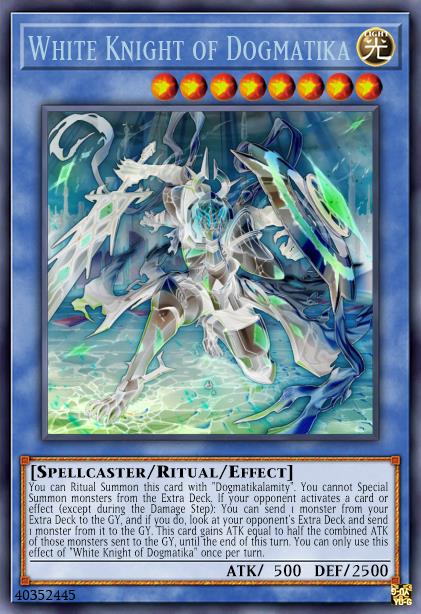 WHITE KNIGHT OF DOGMATIKA
LIGHT
光
[SPELLCASTER/RITUAL/EFFECT]
You can Ritual Summon this card with "Dogmatikalamity". You cannot Special
Summon monsters from the Extra Deck. If your opponent activates a card or
effect (except during the Damage Step): You can send 1 monster from your
Extra Deck to the GY, and if you do, look at your opponent's Extra Deck and send
1 monster from it to the GY. This card gains ATK equal to half the combined ATK
of those monsters sent to the GY, until the end of this turn. You can only use this
effect of "White Knight of Dogmatika" once per turn.
ATK/ 500 DEF/2500
40352445